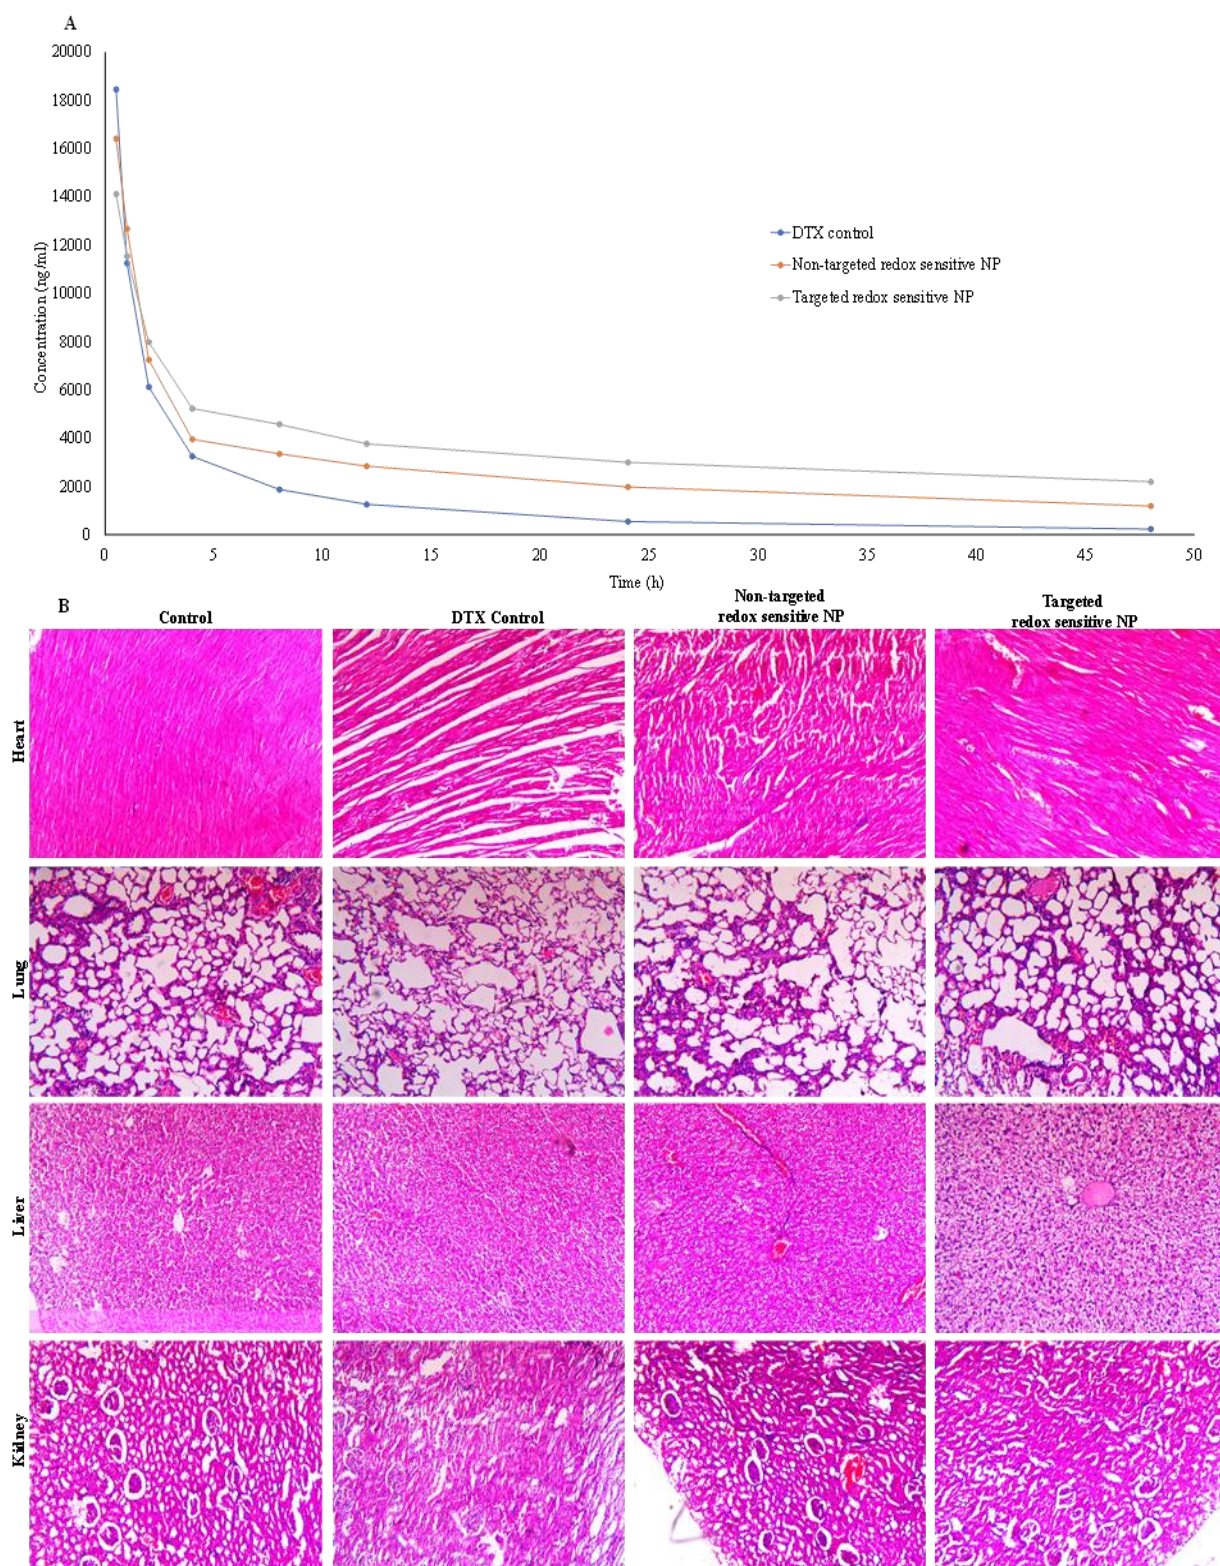 A
20000
18000
16000
14000
12000
10000
8000
6000
4000
2000
0
Concentration (ng/ml)
DTX control
Non-targeted redox sensitive NP
Targeted redox sensitive NP
0 5 10 15 20 25 30 35 40 45 50
Time (h)
B
Control
DTX Control
Non-targeted
redox sensitive NP
Targeted
redox sensitive NP
Heart
Lung
Liver
Kidney